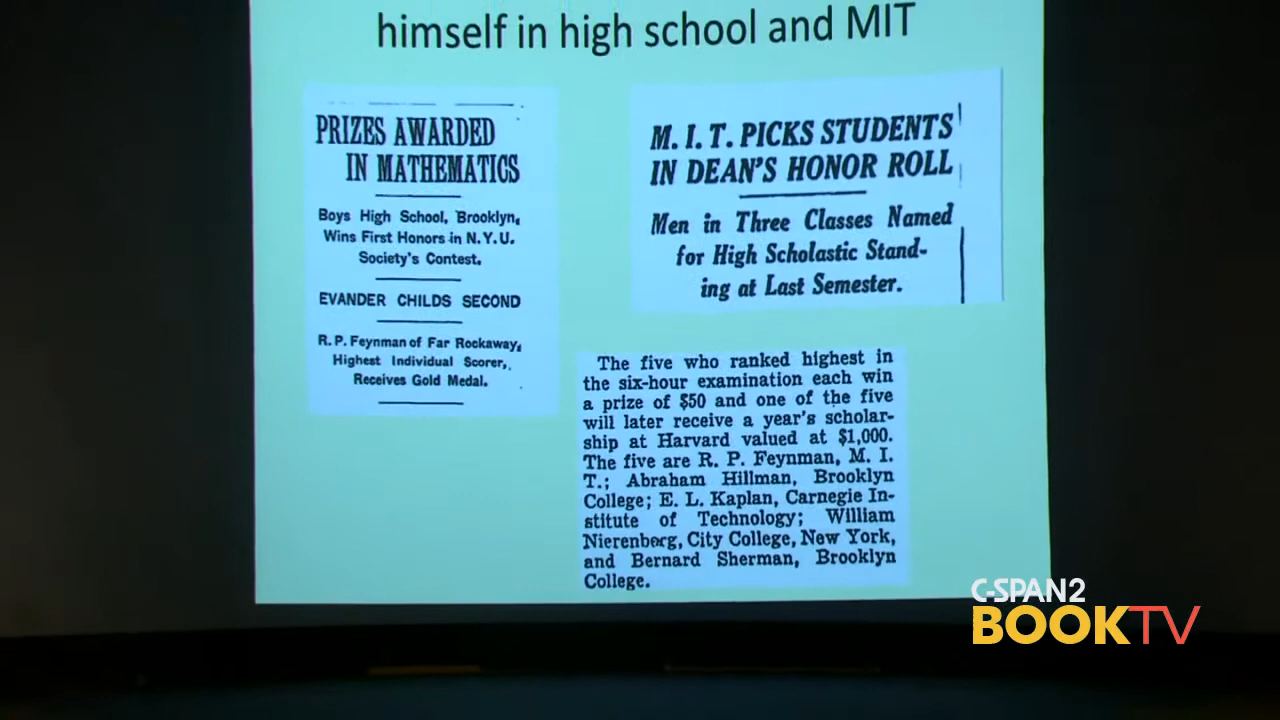 himself in high school and MIT
PRIZES AWARDED
IN MATHEMATICS
Boys High School, Brooklyn,
Wins First Honors in N.Y.U.
Society's Contest.
EVANDER CHILDS SECOND
R. P. Feynman of Far Rockaway,
Highest Individual Scorer,
Receives Gold Medal.
M. I. T. PICKS STUDENTS
IN DEAN'S HONOR ROLL
Men in Three Classes Named
for High Scholastic Stand-
ing at Last Semester.
The five who ranked highest in
the six-hour examination each win
a prize of $50 and one of the five
will later receive a year's scholar-
ship at Harvard valued at $1,000.
The five are R. P. Feynman, M. I.
T.; Abraham Hillman, Brooklyn
College; E. L. Kaplan, Carnegie In-
stitute of Technology; William
Nierenberg, City College, New York,
and Bernard Sherman, Brooklyn
College.
C-SPAN2
BOOKTV